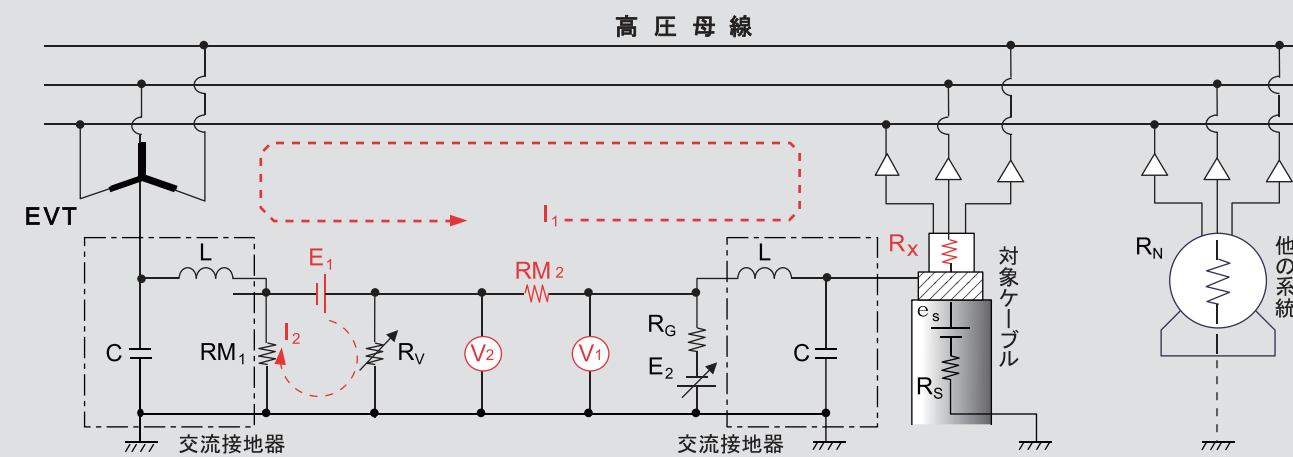 高圧母線
EVT
L
C
RM1
I2
E1
RV
V2
RM2
V1
I1
RG
E2
L
C
交流接地器
交流接地器
RX
es
RS
対象ケーブル
RN
他の系統